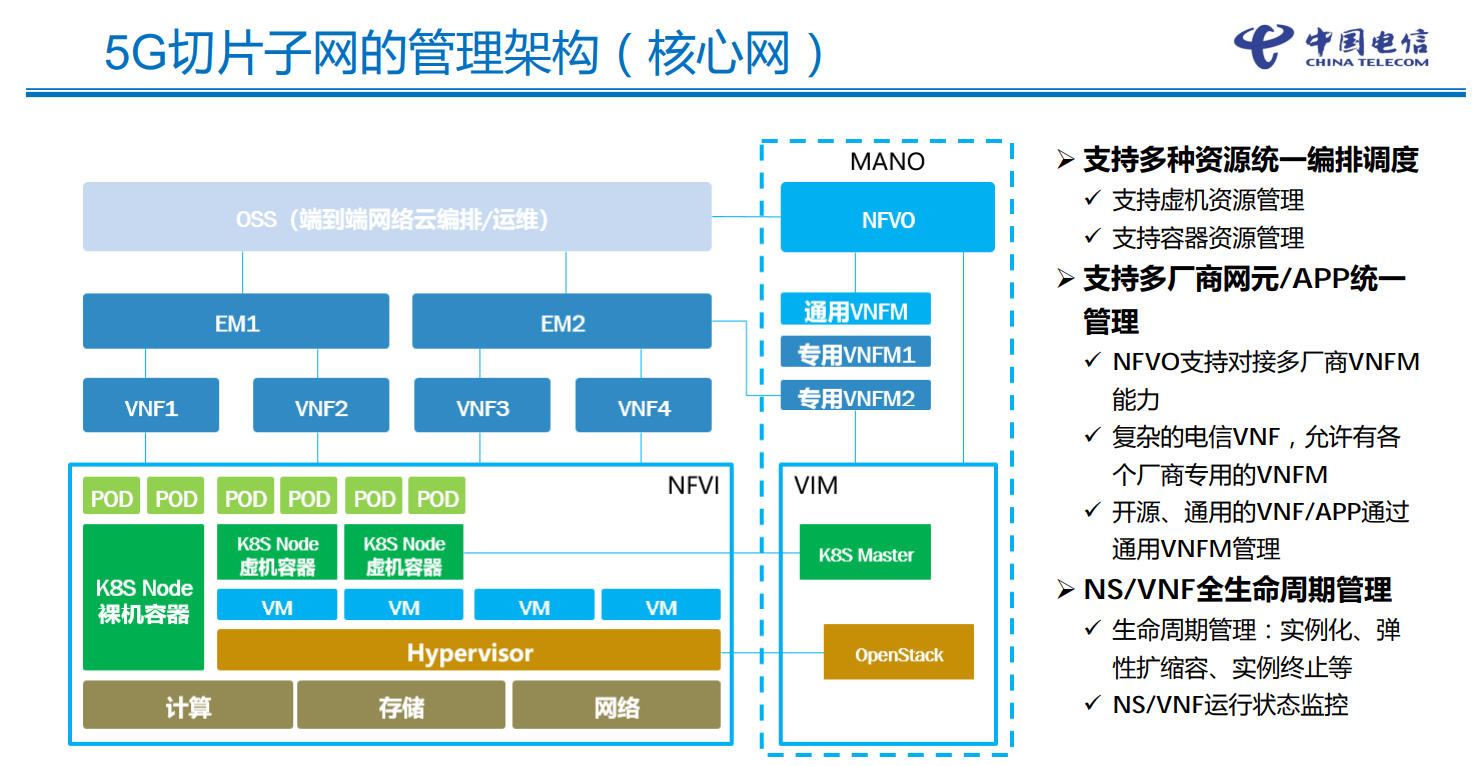 5G切片子网的管理架构（核心网）
中国电信
CHINA TELECOM
MANO
OSS（端到端网络云编排/运维）
NFVO
EM1
EM2
通用VNFM
专用VNFM1
专用VNFM2
VNF1
VNF2
VNF3
VNF4
NFVI
POD
POD
POD
POD
POD
POD
K8S Node
裸机容器
K8S Node
虚机容器
K8S Node
虚机容器
VM
VM
VM
VM
Hypervisor
计算
存储
网络
VIM
K8S Master
OpenStack
支持多种资源统一编排调度
支持虚机资源管理
支持容器资源管理
支持多厂商网元/APP统一
管理
NFVO支持对接多厂商VNFM
能力
复杂的电信VNF，允许有各
个厂商专用的VNFM
开源、通用的VNF/APP通过
通用VNFM管理
NS/VNF全生命周期管理
生命周期管理：实例化、弹
性扩缩容、实例终止等
NS/VNF运行状态监控